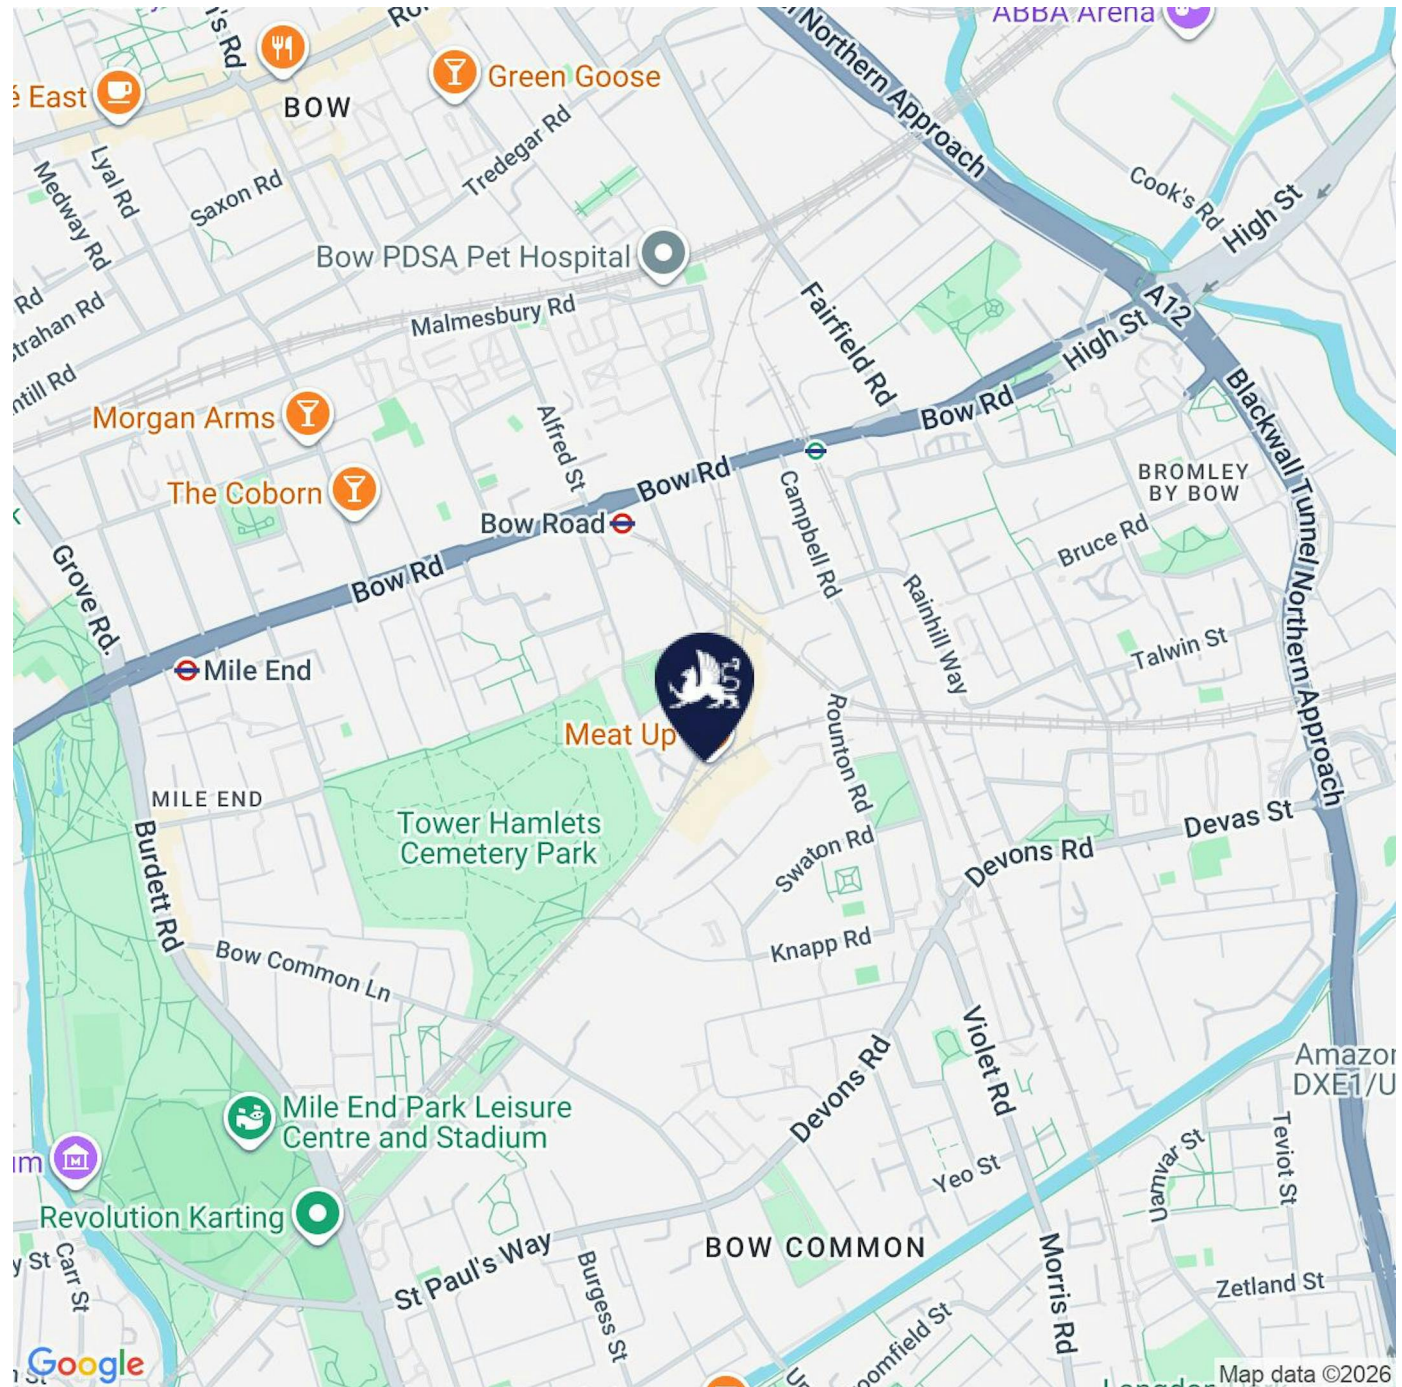 ABBA Arena
Northern Approach
's Rd
Green Goose
East
BOW
Tredegar Rd
Lyal Rd
Medway Rd
Saxon Rd
Cook's Rd
High St
Bow PDSA Pet Hospital
Rd
Malmesbury Rd
Fairfield Rd
A12
High St
Morgan Arms
Alfred St
Bow Rd
Blackwall Tunnel Northern Approach
The Coborn
Bow Rd
BROMLEY
BY BOW
Bow Road
Campbell Rd
Bruce Rd
Grove Rd.
Bow Rd
Rainhill Way
Talwin St
Mile End
Meat Up
Rounton Rd
MILE END
Tower Hamlets
Cemetery Park
Burdett Rd
Swaton Rd
Devons Rd
Devas St
Knapp Rd
Bow Common Ln
Violet Rd
Devons Rd
DXE1/U
Mile End Park Leisure
Centre and Stadium
Teviot St
Uamvar St
Yeo St
Revolution Karting
BOW COMMON
St Paul's Way
Carr St
Burgess St
Morris Rd
Zetland St
Google
Map data ©2026